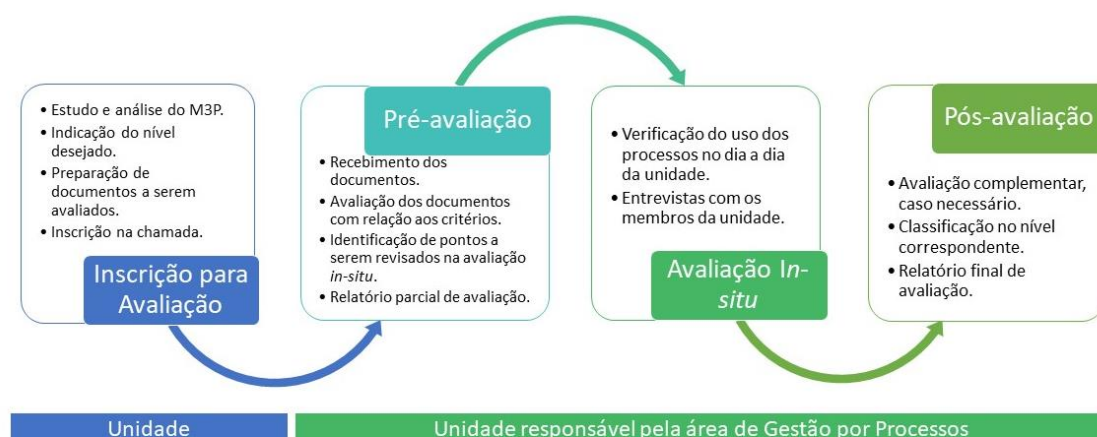 • Estudo e análise do M3P.
• Indicação do nível
desejado.
• Preparação de
documentos a serem
avaliados.
• Inscrição na chamada.
Inscrição para
Avaliação
Pré-avaliação
• Recebimento dos
documentos.
• Avaliação dos documentos
com relação aos critérios.
• Identificação de pontos a
serem revisados na avaliação
in-situ.
• Relatório parcial de avaliação.
• Verificação do uso dos
processos no dia a dia
da unidade.
• Entrevistas com os
membros da unidade.
Avaliação In-
situ
Pós-avaliação
• Avaliação complementar,
caso necessário.
• Classificação no nível
correspondente.
• Relatório final de
avaliação.
Unidade
Unidade responsável pela área de Gestão por Processos